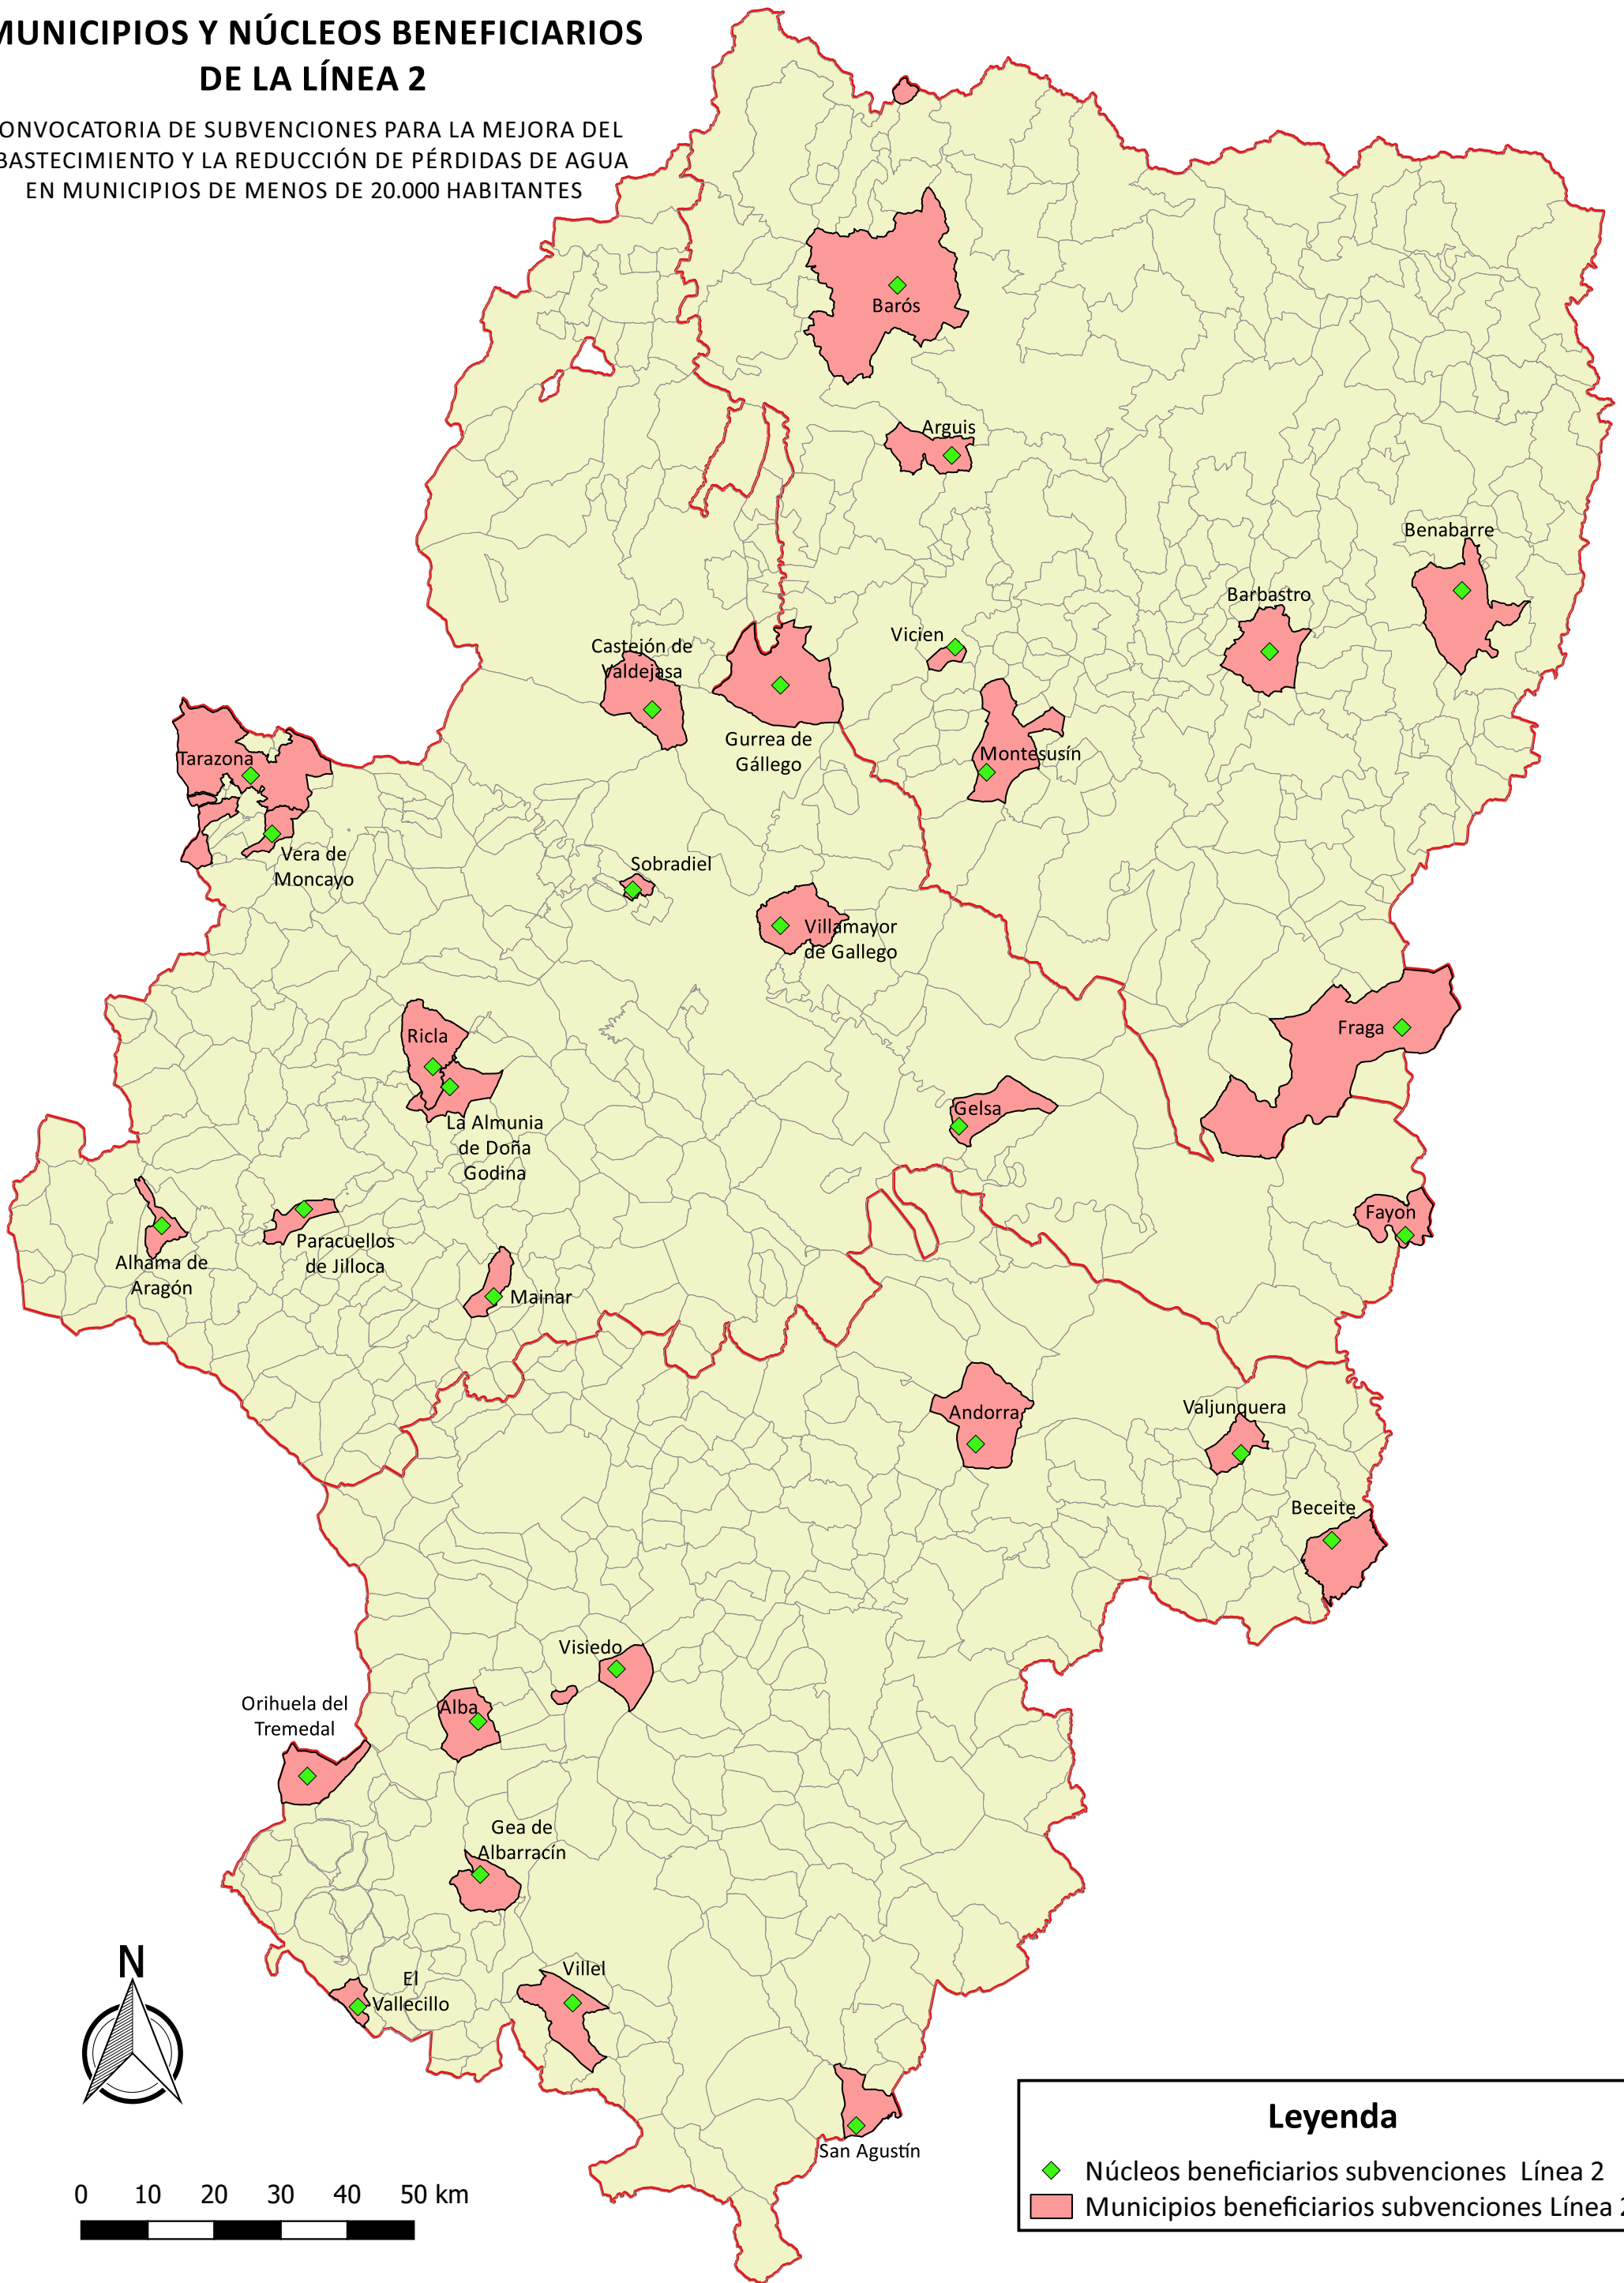 MUNICIPIOS Y NÚCLEOS BENEFICIARIOS
DE LA LÍNEA 2
ONVOCATORIA DE SUBVENCIONES PARA LA MEJORA DEL
BASTECIMIENTO Y LA REDUCCIÓN DE PÉRDIDAS DE AGUA
EN MUNICIPIOS DE MENOS DE 20.000 HABITANTES
Barós
Arguis
Benabarre
Barbastro
Vicien
Castejón de
Valdejasa
Gurrea de
Gállego
Montesusín
Tarazona
Vera de
Moncayo
Sobradiel
Villamayor
de Gallego
Fraga
Ricla
La Almunia
de Doña
Godina
Gelsa
Fayón
Alhama de
Aragón
Paracuellos
de Jilloca
Mainar
Andorra
Valjunquera
Beceite
Visiedo
Alba
Orihuela del
Tremedal
Gea de
Albarracín
El
Vallecillo
Villel
San Agustín
N
0 10 20 30 40 50 km
Leyenda
Núcleos beneficiarios subvenciones Línea 2
Municipios beneficiarios subvenciones Línea 2